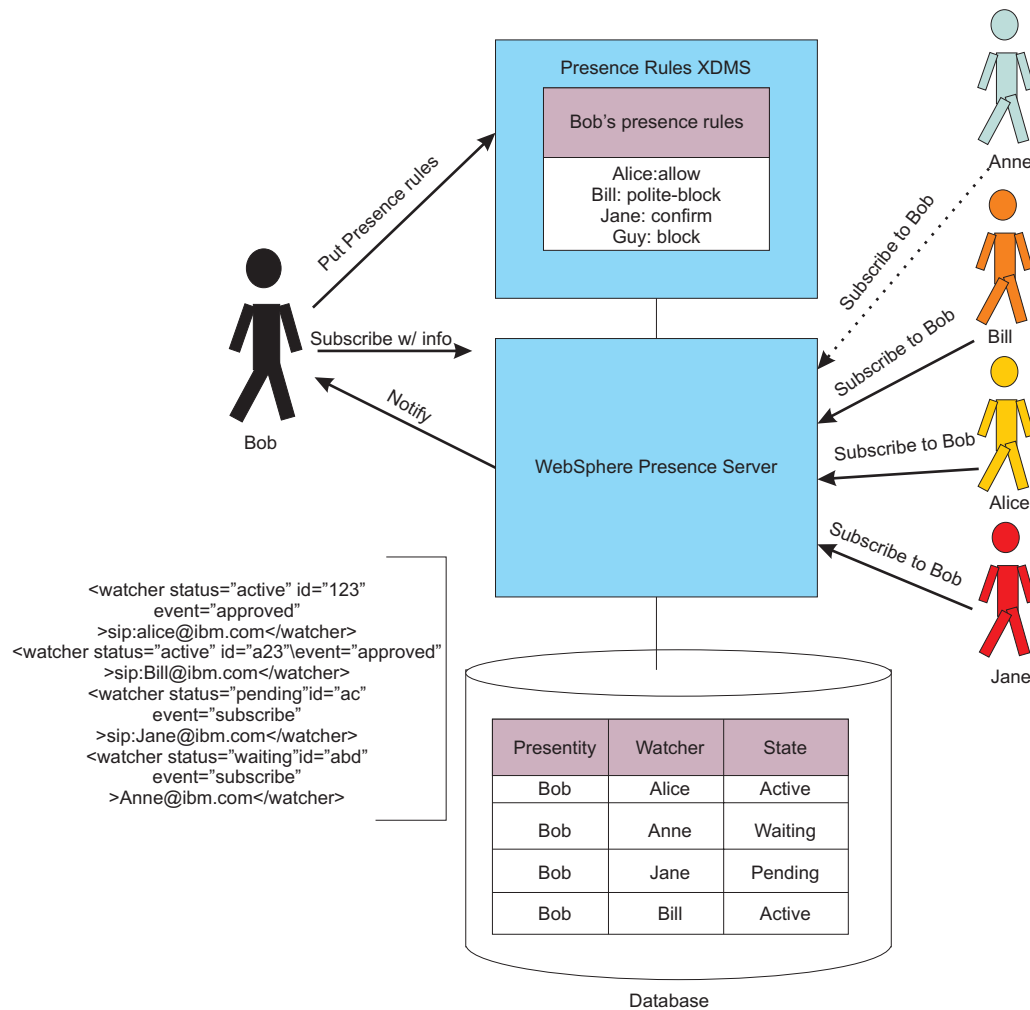 Presence Rules XDMS
Bob's presence rules
Alice:allow
Bill: polite-block
Jane: confirm
Guy: block
Anne
Put Presence rules
Subscribe to Bob
Bill
Subscribe w/ info
Subscribe to Bob
Notify
Bob
WebSphere Presence Server
Subscribe to Bob
Alice
Subscribe to Bob
Jane
<watcher status=”active” id=”123”
event=”approved”
>sip:alice@ibm.com</watcher>
<watcher status=”active” id=”a23”\event=”approved”
>sip:Bill@ibm.com</watcher>
<watcher status=”pending”id=”ac”
event=”subscribe”
>sip:Jane@ibm.com</watcher>
<watcher status=”waiting”id=”abd”
event=”subscribe”
>Anne@ibm.com</watcher>
Presentity Watcher State
Bob Alice Active
Bob Anne Waiting
Bob Jane Pending
Bob Bill Active
Database